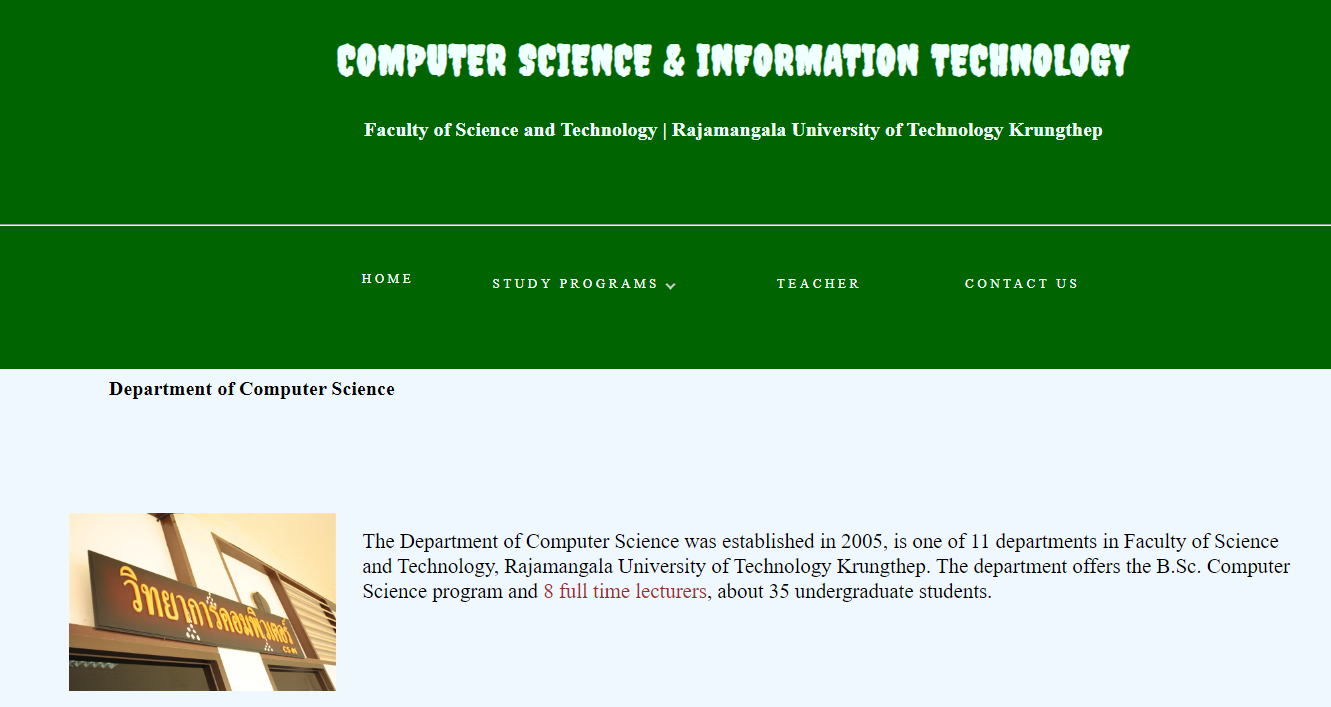 COMPUTER SCIENCE & INFORMATION TECHNOLOGY
Faculty of Science and Technology | Rajamangala University of Technology Krungthep
HOME STUDY PROGRAMS TEACHER CONTACT US
Department of Computer Science
The Department of Computer Science was established in 2005, is one of 11 departments in Faculty of Science
and Technology, Rajamangala University of Technology Krungthep. The department offers the B.Sc. Computer
Science program and 8 full time lecturers, about 35 undergraduate students.
วิทยาการคอมพิวเตอร์